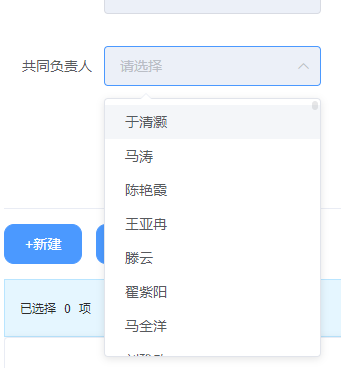 共同负责人
请选择
于清灏
马涛
陈艳霞
王亚冉
滕云
翟紫阳
马全洋
+新建
已选择 0 项